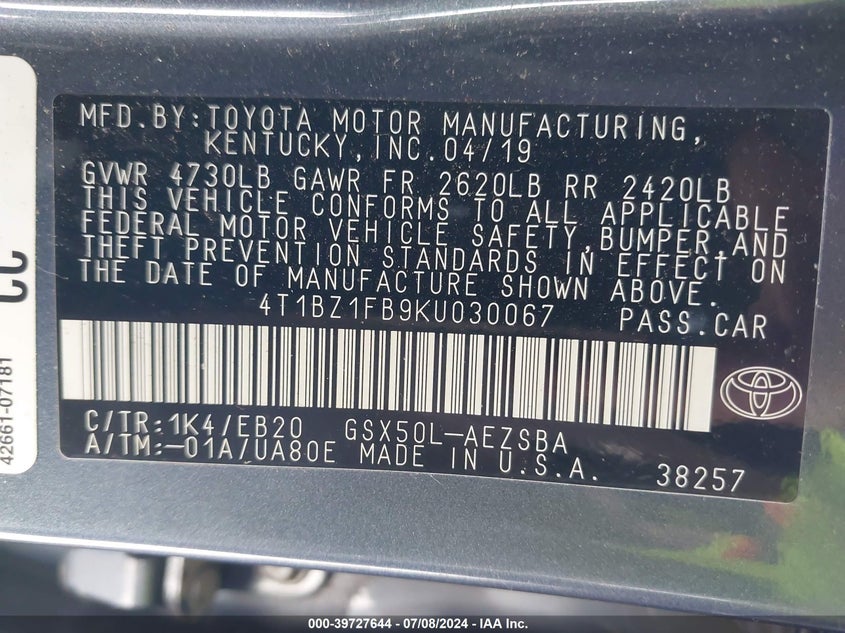 MFD.BY:TOYOTA MOTOR MANUFACTURING,
KENTUCKY,INC.04/19
GVWR 4730LB GAWR FR 2620LB RR 2420LB
THIS VEHICLE CONFORMS TO ALL APPLICABLE
FEDERAL MOTOR VEHICLE SAFETY,BUMPER,AND
THEFT PREVENTION STANDARDS IN EFFECT ON
THE DATE OF MANUFACTURE SHOWN ABOVE.
4T1BZ1FB9KU030067 PASS.CAR
C/TR:1K4/EB20 GSX50L-AEZSBA
A/TM:-01A/UA80E MADE IN U.S.A. 38257
42661-07181
000-39727644 / 07/08/2024 - IAA Inc.